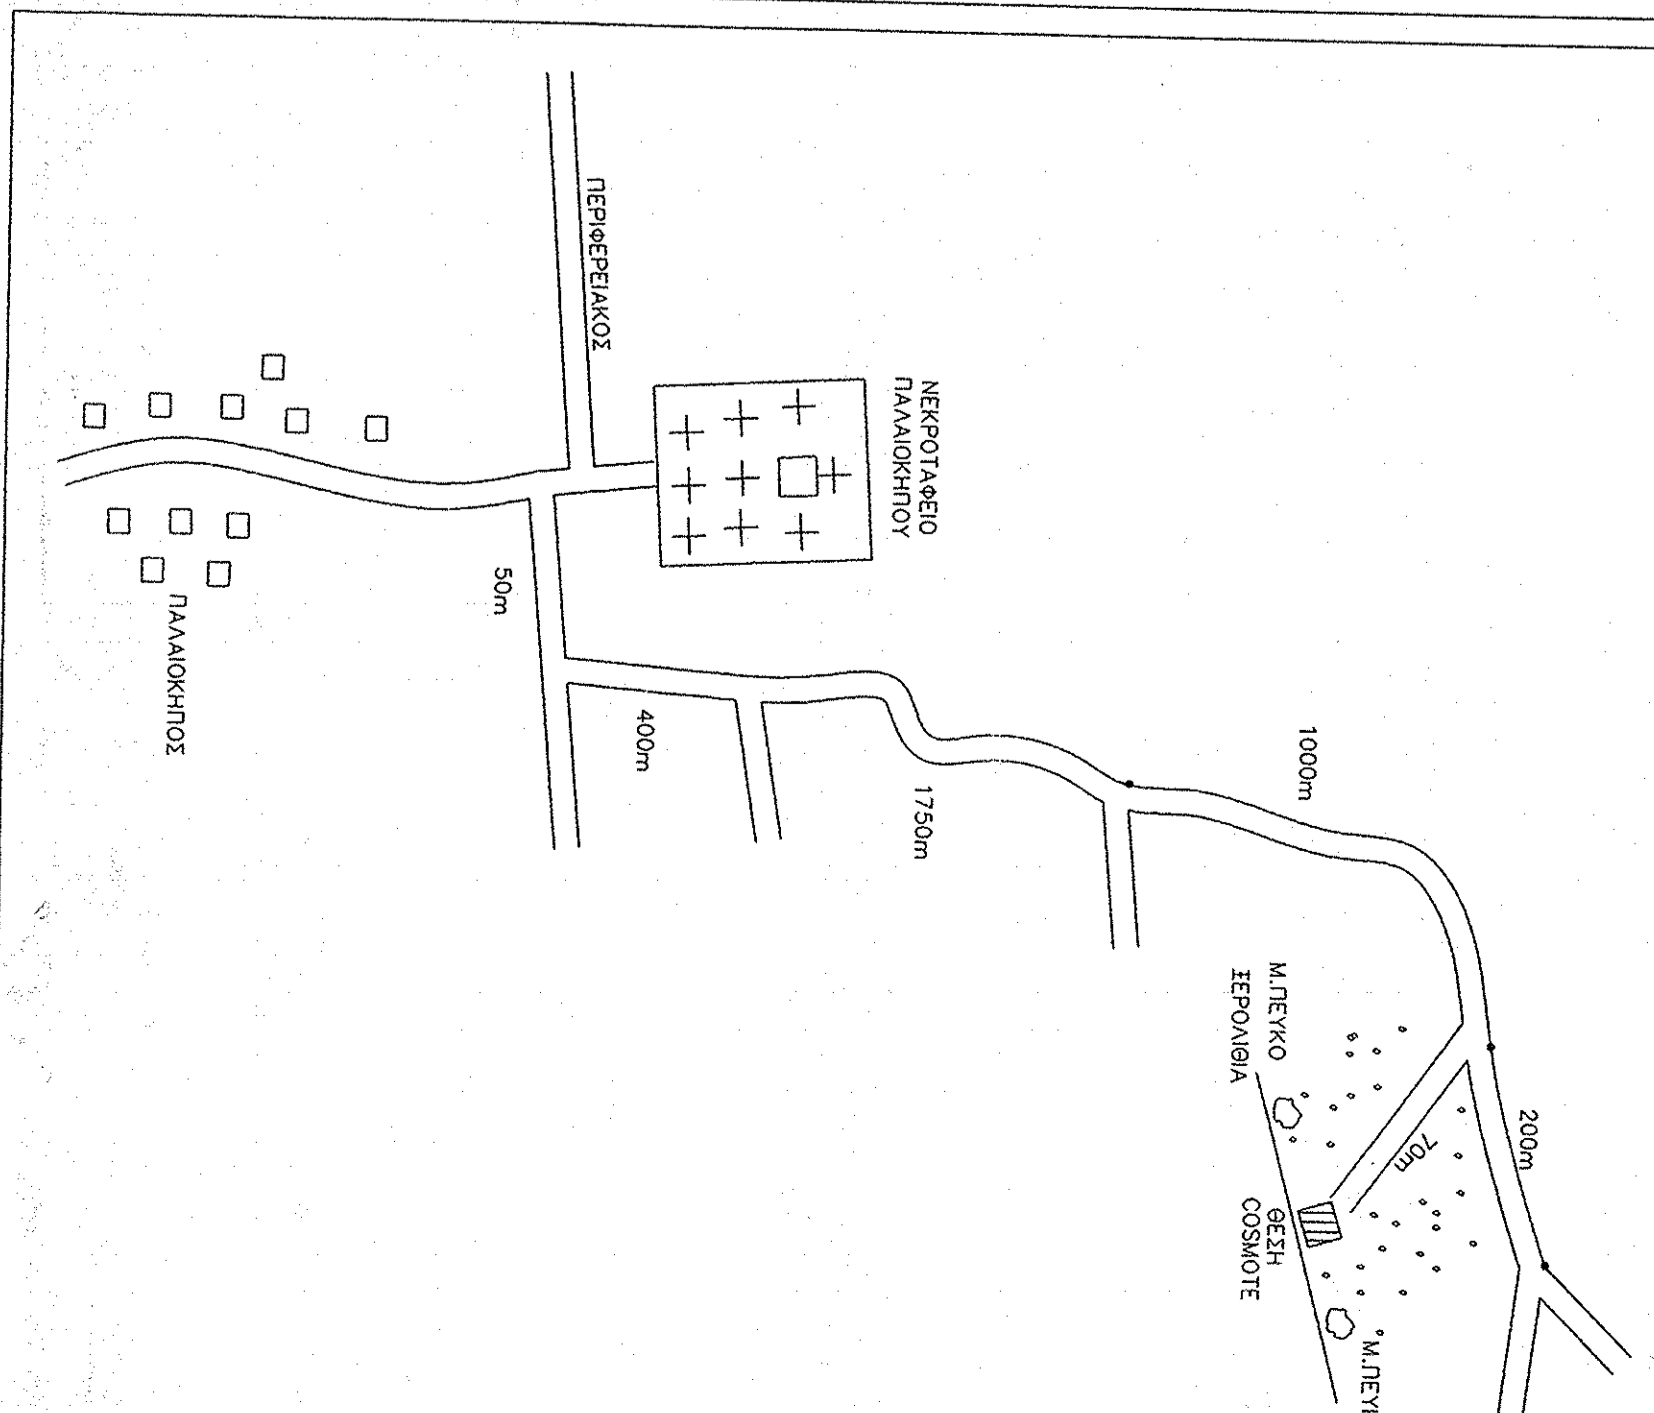 ΠΕΡΙΦΕΡΕΙΑΚΟΣ
ΝΕΚΡΟΤΑΦΕΙΟ
ΠΑΛΑΙΟΚΗΠΟΥ
ΠΑΛΑΙΟΚΗΠΟΣ
50m
400m
1750m
1000m
200m
70m
Μ.ΠΕΥΚΟ
ΞΕΡΟΛΙΘΙΑ
ΘΕΣΗ
COSMOTE